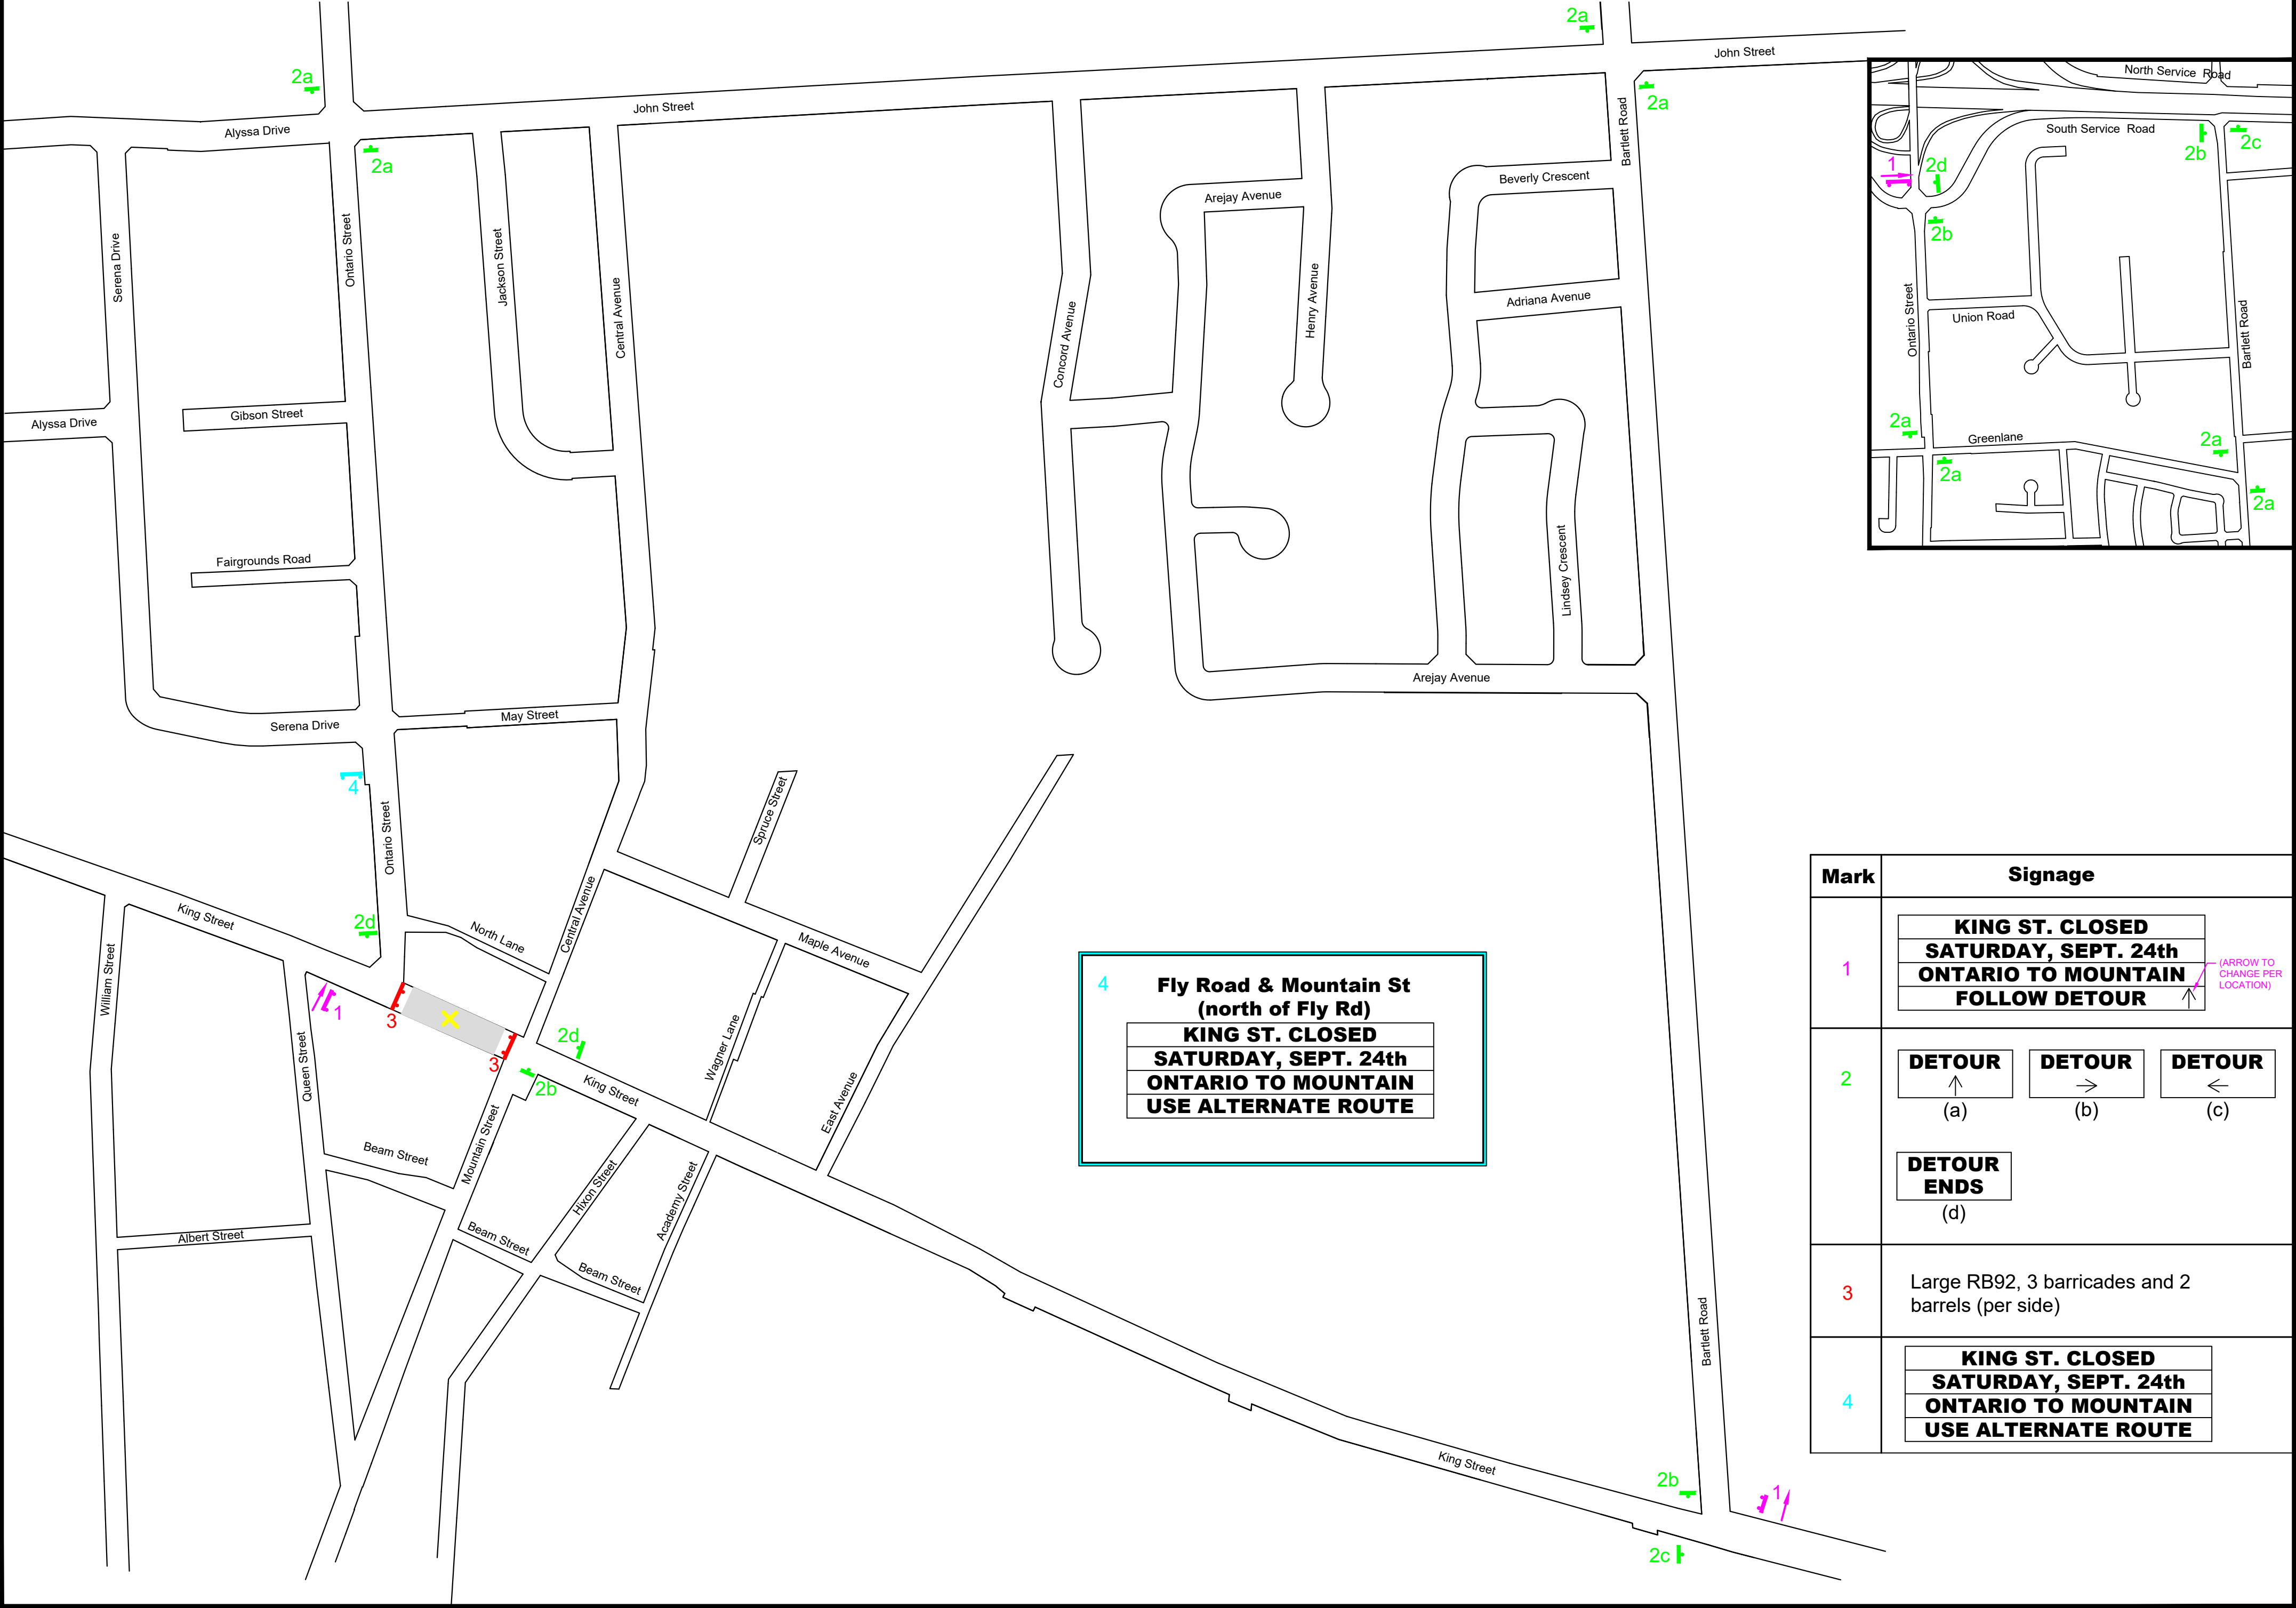 2a
John Street
2a
John Street
2a
Alyssa Drive
2a
Bartlett Road
Beverly Crescent
Arejay Avenue
Serena Drive
Ontario Street
Jackson Street
Central Avenue
Concord Avenue
Henry Avenue
Adriana Avenue
Alyssa Drive
Gibson Street
Fairgrounds Road
Lindsey Crescent
Arejay Avenue
Serena Drive
May Street
4
Ontario Street
Spruce Street
King Street
2d
North Lane
Central Avenue
Maple Avenue
William Street
1
3
3
2d
2b
King Street
Wagner Lane
East Avenue
Queen Street
Beam Street
Mountain Street
Hixon Street
Academy Street
Albert Street
Beam Street
Beam Street
Bartlett Road
King Street
2b
1
2c
North Service Road
South Service Road
2b
2c
1
2d
2b
Ontario Street
Union Road
Bartlett Road
2a
Greenlane
2a
2a
2a
4
Fly Road & Mountain St
(north of Fly Rd)
KING ST. CLOSED
SATURDAY, SEPT. 24th
ONTARIO TO MOUNTAIN
USE ALTERNATE ROUTE
Mark Signage
1
KING ST. CLOSED
SATURDAY, SEPT. 24th
ONTARIO TO MOUNTAIN
FOLLOW DETOUR ↑
(ARROW TO
CHANGE PER
LOCATION)
2
DETOUR DETOUR DETOUR
↑ → ←
(a) (b) (c)
DETOUR
ENDS
(d)
3
Large RB92, 3 barricades and 2
barrels (per side)
4
KING ST. CLOSED
SATURDAY, SEPT. 24th
ONTARIO TO MOUNTAIN
USE ALTERNATE ROUTE